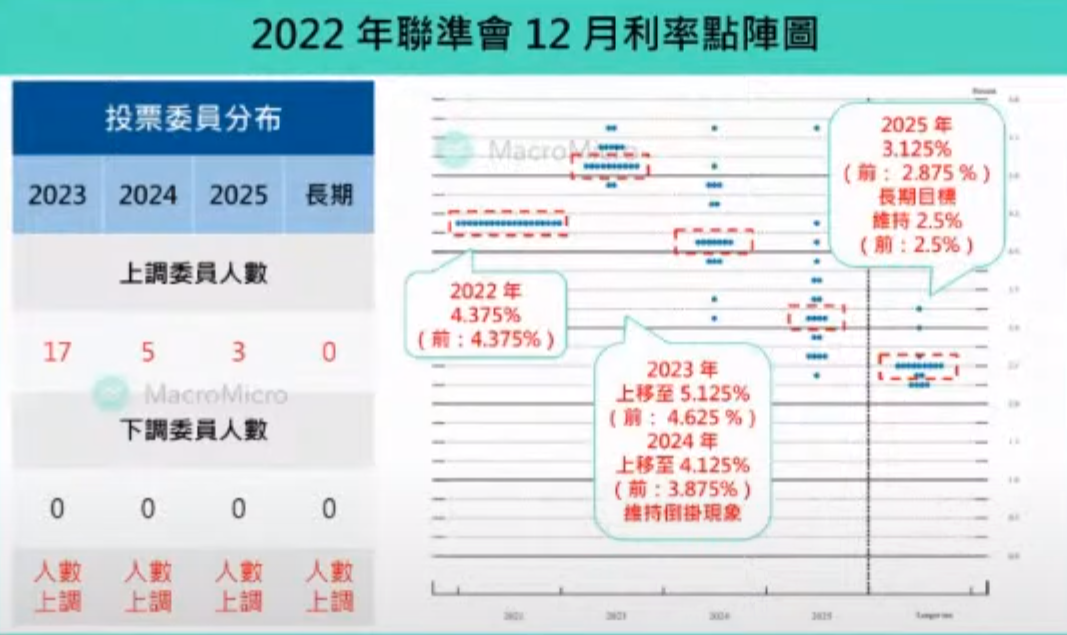 2022 年聯準會 12 月利率點陣圖
投票委員分布
2023 2024 2025 長期
上調委員人數
17 5 3 0
MacroMicro
下調委員人數
0 0 0 0
人數 人數 人數 人數
上調 上調 上調 上調
MacroMicro
2025 年
3.125%
( 前： 2.875 % )
長期目標
維持 2.5%
( 前：2.5% )
2022 年
4.375%
( 前：4.375% )
2023 年
上移至 5.125%
( 前： 4.625 % )
2024 年
上移至 4.125%
( 前：3.875% )
維持倒掛現象
2022 2023 2024 2025 Longer run